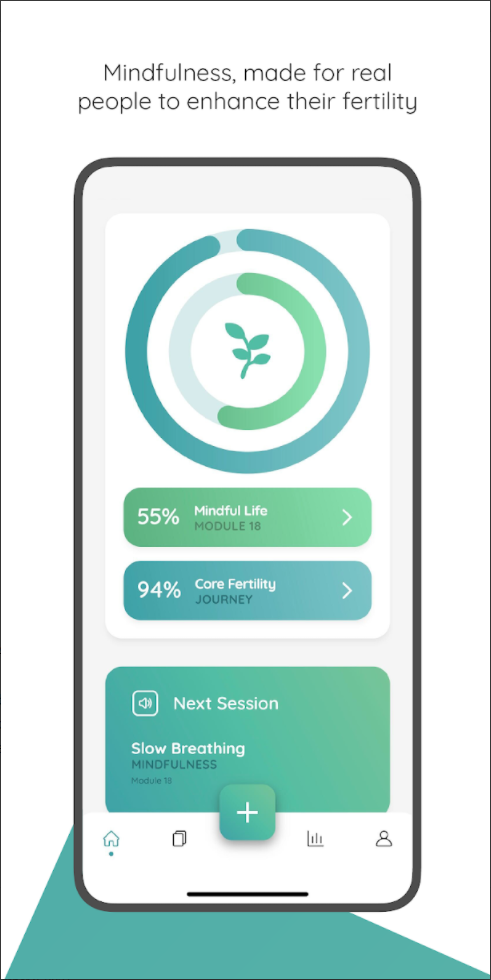 Mindfulness, made for real
people to enhance their fertility
55% Mindful Life
MODULE 18
94% Core Fertility
JOURNEY
Next Session
Slow Breathing
MINDFULNESS
Module 18